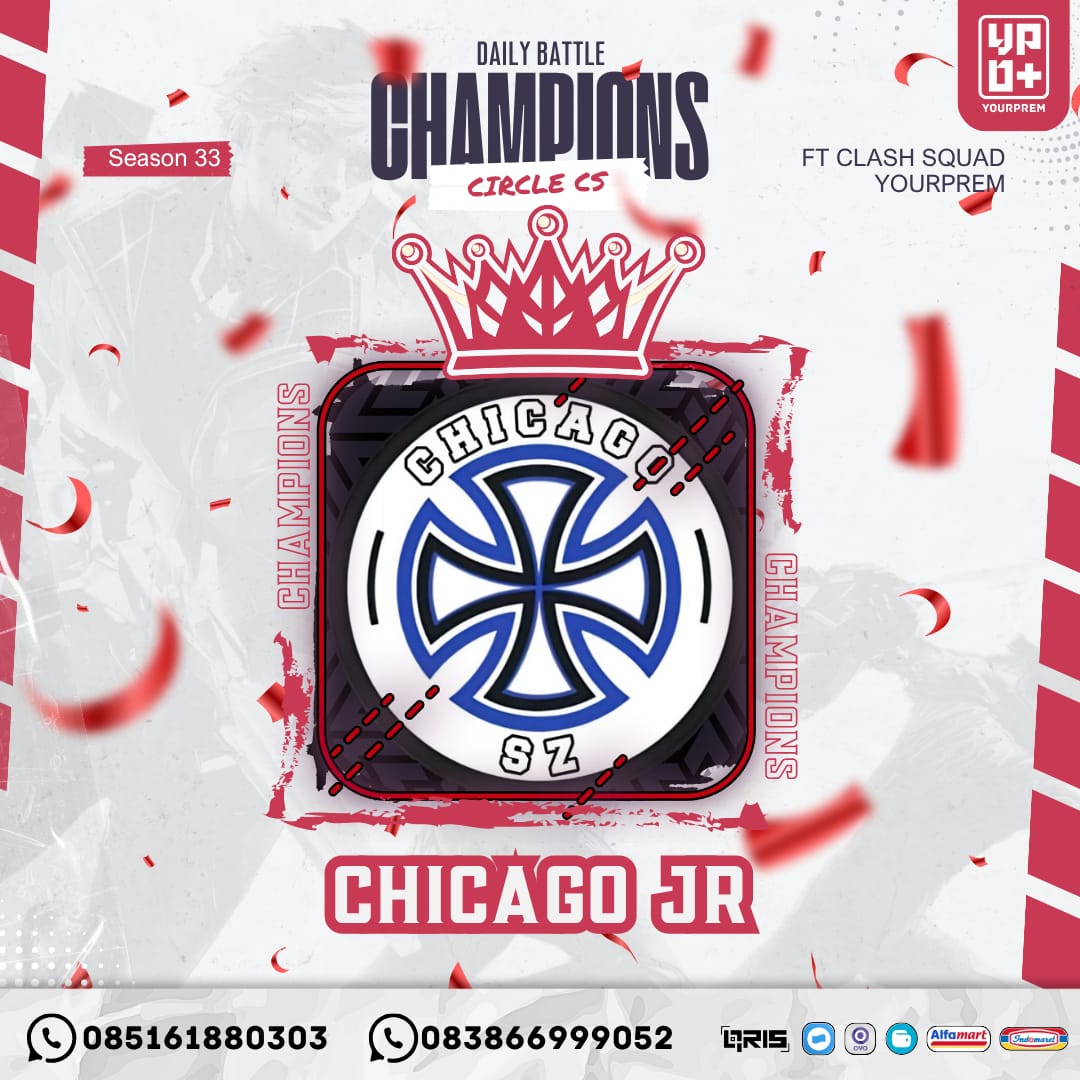 DAILY BATTLE
CHAMPIONS
CIRCLE CS
YP
D+
YOURPREM
Season 33
FT CLASH SQUAD
YOURPREM
CHAMPIONS
CHICAGO
SZ
CHAMPIONS
CHICAGO JR
085161880303
083866999052
QRIS
OVO
Alfamart
Indomaret